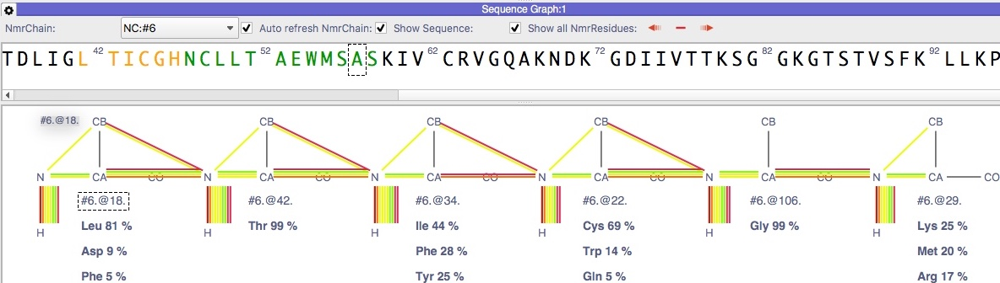 Sequence Graph:1
NmrChain: NC:#6 Auto refresh NmrChain: Show Sequence: Show all NmrResidues:
TDLIGL 42 TICGHNCLLT 52 AEWMSASKIV 62 CRVGQAKNDK 72 GDIIVTTKSG 82 GKGTSTVSFK 92 LLKP
#6.@18. CB CB CB CB CB CB
N CA CO N CA CO N CA CO N CA CO N CA CO N CA CO
#6.@18. #6.@42. #6.@34. #6.@22. #6.@106. #6.@29.
H H H H H H
Leu 81 % Thr 99 % Ile 44 % Cys 69 % Gly 99 % Lys 25 %
Asp 9 % Phe 28 % Trp 14 % Met 20 %
Phe 5 % Tyr 25 % Gln 5 % Arg 17 %